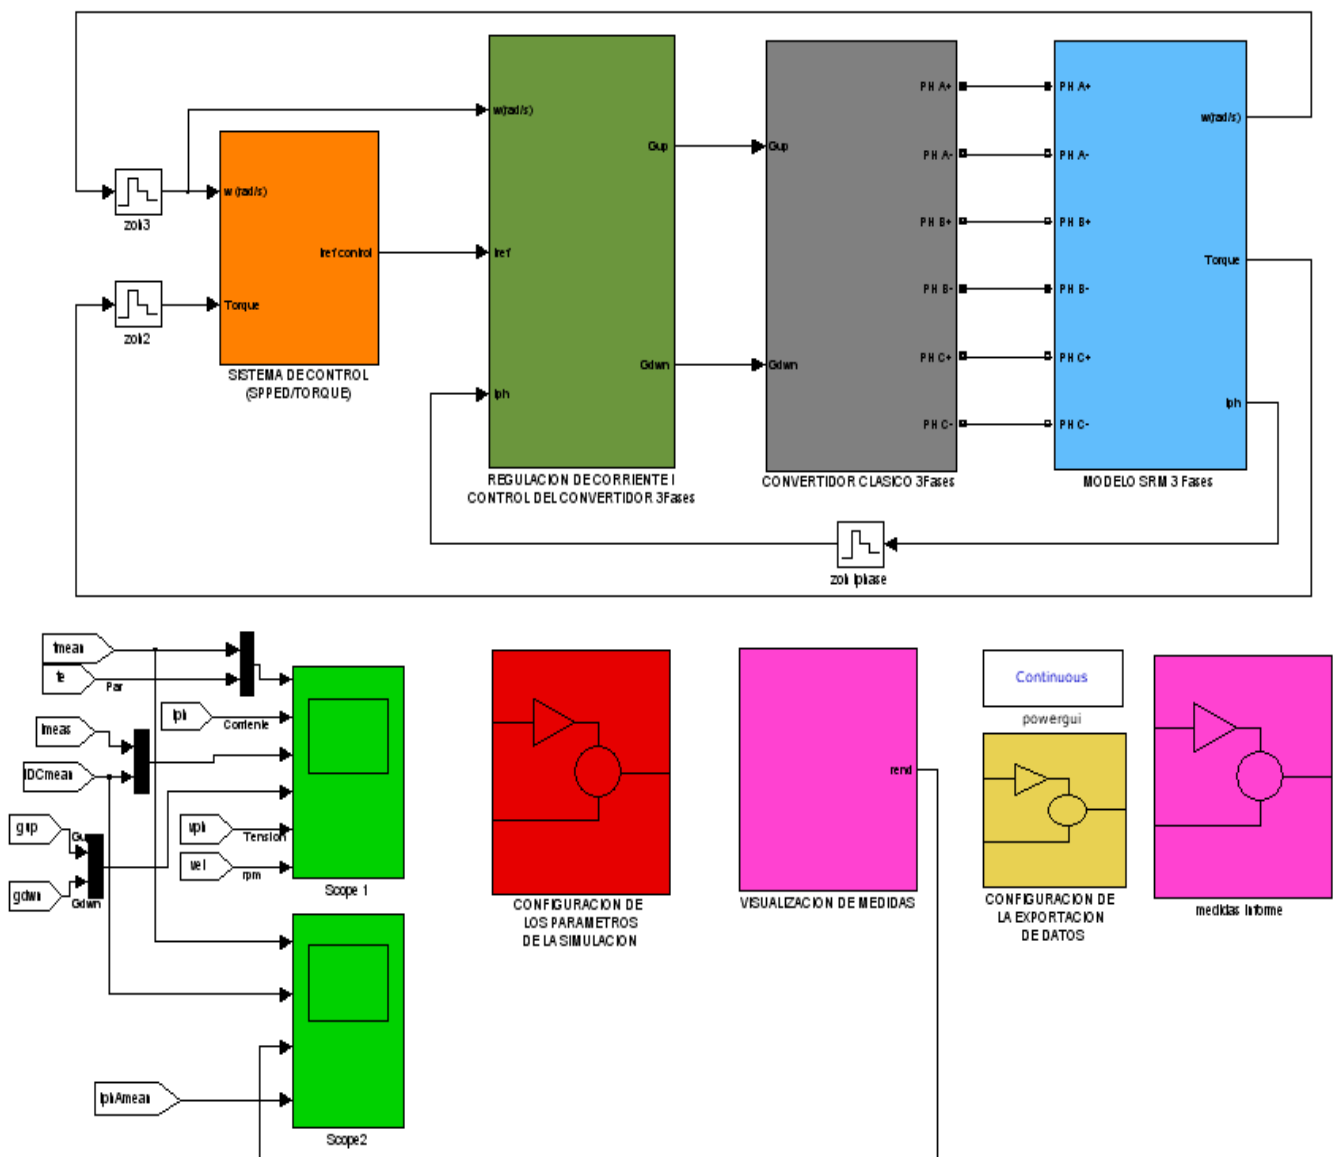 w(rad/s)
Gup
Gup
PH A+
PH A+
w(rad/s)
PH A-
PH A-
zoh3
w (rad/s)
PH B+
PH B+
Iref control
Iref
Torque
PH B-
PH B-
zoh2
Torque
Gdwn
Gdwn
PH C+
PH C+
SISTEMA DE CONTROL
(SPPED/TORQUE)
Iph
Iph
PH C-
PH C-
REGULACION DE CORRIENTE I
CONTROL DEL CONVERTIDOR 3Fases
CONVERTIDOR CLASICO 3Fases
MODELO SRM 3 Fases
zoh Iphase
tmean
te
Par
Iph
Corriente
Imeas
IDCmean
gup
vph
Tension
vel
rpm
gdwn
Gdwn
Scope 1
Continuous
powergui
rend
CONFIGURACION DE
LOS PARAMETROS
DE LA SIMULACION
VISUALIZACION DE MEDIDAS
CONFIGURACION DE
LA EXPORTACION
DE DATOS
medidas Informe
IphAmean
Scope2